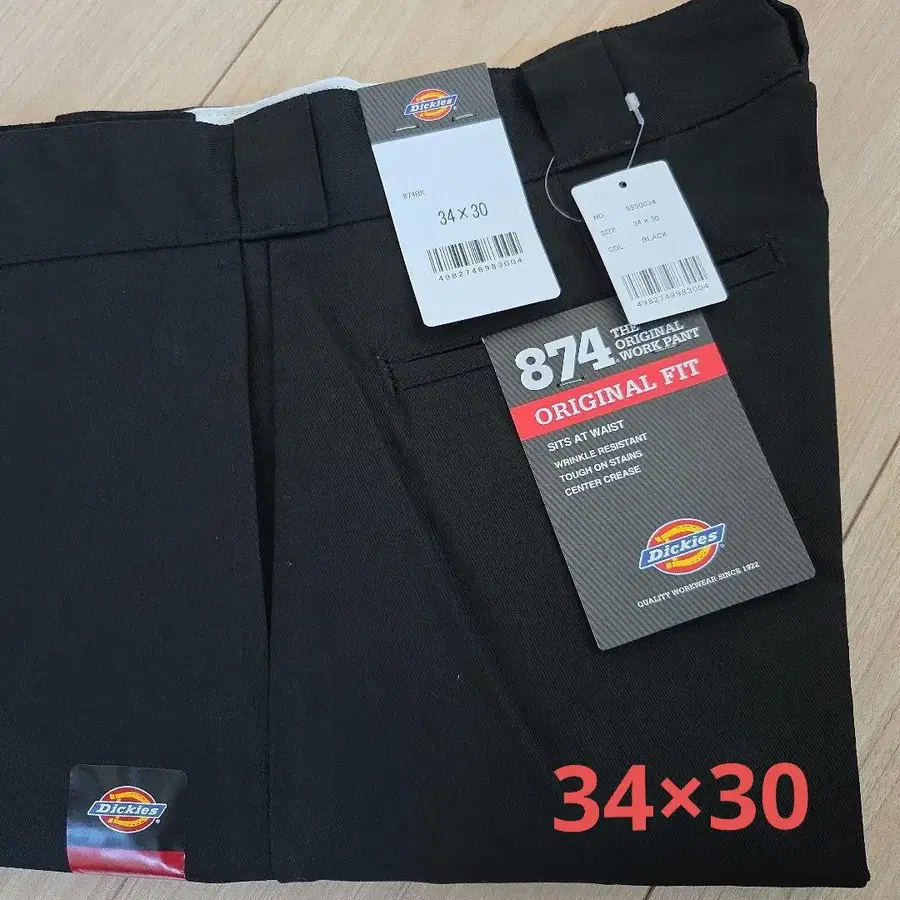 Dickies
874BK
34×30
4982748983004
NO 5590034
SIZE 34 × 30
COL. BLACK
4982748983004
874
THE
ORIGINAL
WORK PANT
ORIGINAL FIT
SITS AT WAIST
WRINKLE RESISTANT
TOUGH ON STAINS
CENTER CREASE
Dickies
QUALITY WORKWEAR SINCE 1922
Dickies
34×30